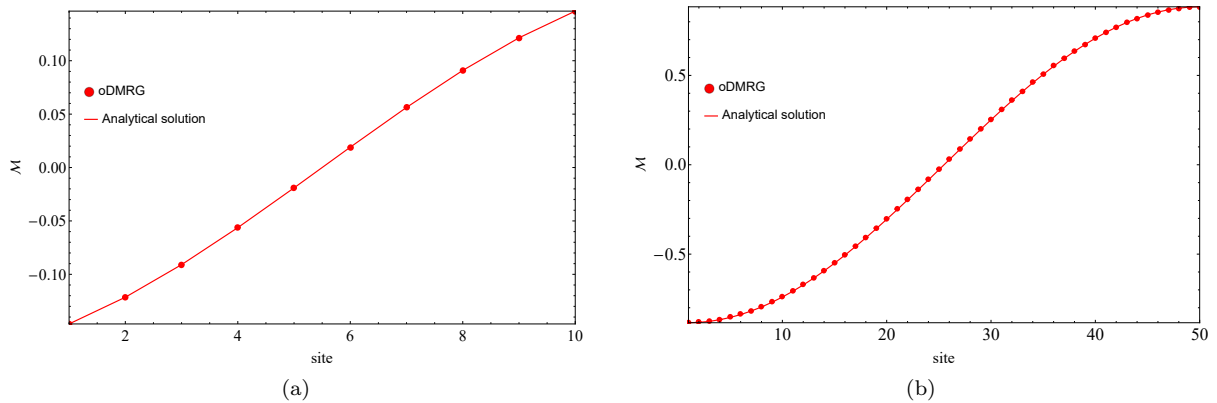 0.10
0.05
0.00
−0.05
−0.10
M
oDMRG
Analytical solution
2
4
6
8
10
site
(a)
0.5
0.0
−0.5
M
oDMRG
Analytical solution
10
20
30
40
50
site
(b)